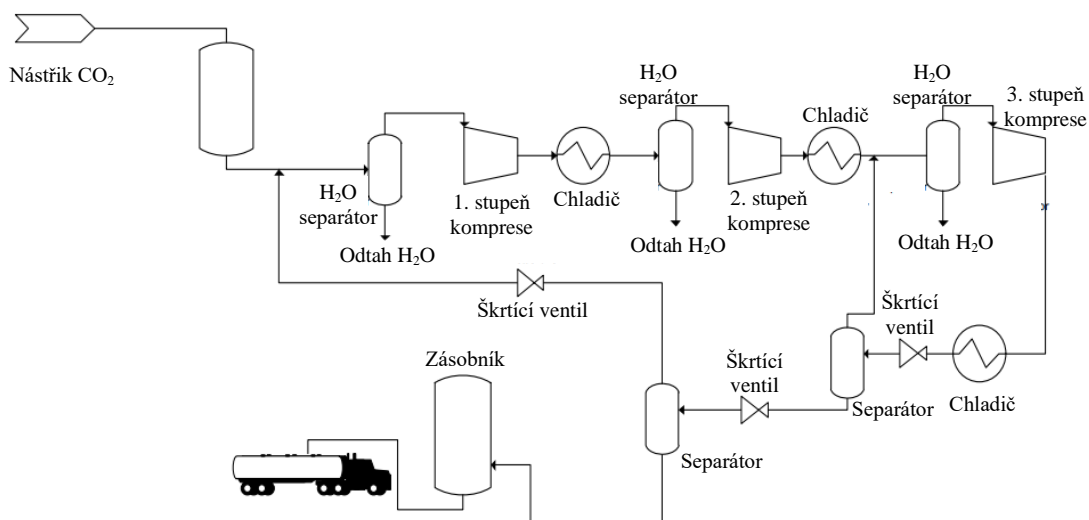 Nástřik CO₂
H₂O
separátor
Odtah H₂O
1. stupeň
komprese
Chladič
H₂O
separátor
Odtah H₂O
2. stupeň
komprese
Chladič
H₂O
separátor
Odtah H₂O
3. stupeň
komprese
Škrtící ventil
Škrtící
ventil
Chladič
Separátor
Škrtící
ventil
Separátor
Zásobník